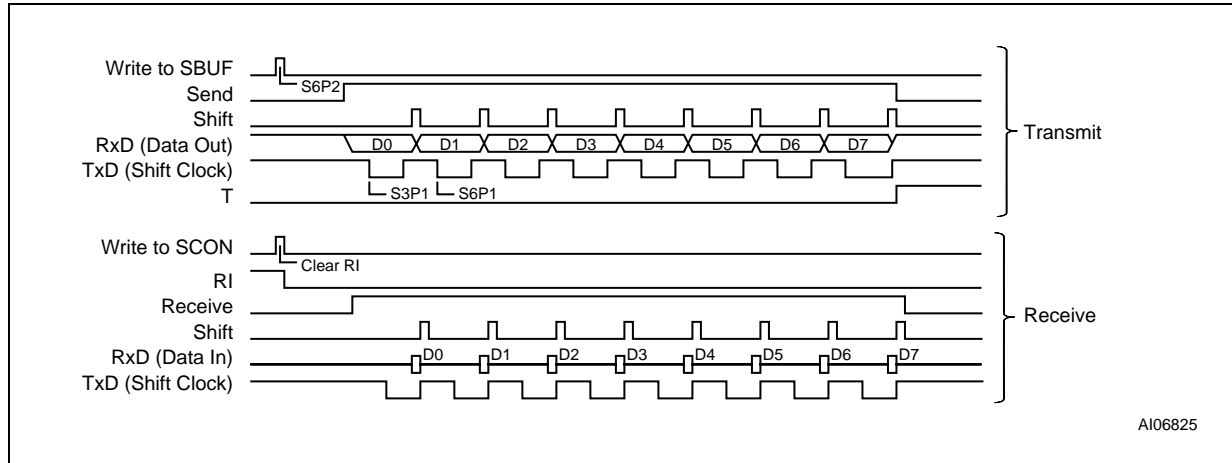 Write to SBUF
S6P2
Send
Shift
RxD (Data Out)
D0 D1 D2 D3 D4 D5 D6 D7
TxD (Shift Clock)
S3P1 S6P1
T
Transmit
Write to SCON
Clear RI
RI
Receive
Shift
RxD (Data In)
D0 D1 D2 D3 D4 D5 D6 D7
TxD (Shift Clock)
Receive
AI06825